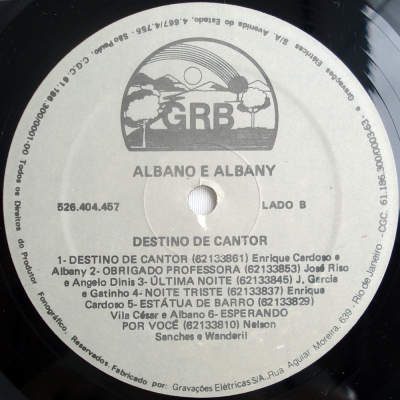 GRB
ALBANO E ALBANY
526.404.457
LADO B
DESTINO DE CANTOR
1- DESTINO DE CANTOR (62133861) Enrique Cardoso e
Albany 2- OBRIGADO PROFESSORA (62133853) José Riso
e Angelo Dinis 3- ÚLTIMA NOITE (62133845) J. Garcia
e Gatinho 4- NOITE TRISTE (62133837) Enrique
Cardoso 5- ESTÁTUA DE BARRO (62133829)
Vila César e Albano 6- ESPERANDO
POR VOCÊ (62133810) Nelson
Sanches e Wanderil
Gravações Elétricas S/A. Avenida do Estado, 4.667/4.755 - São Paulo. C.G.C. 61.186.300/0001-00 Todos os Direitos do Produtor Fonográfico, Reservados. Fabricado por: Gravações Elétricas S/A., Rua Aguiar Moreira, 639 - Rio de Janeiro - CGC. 61.186.300/0003-63